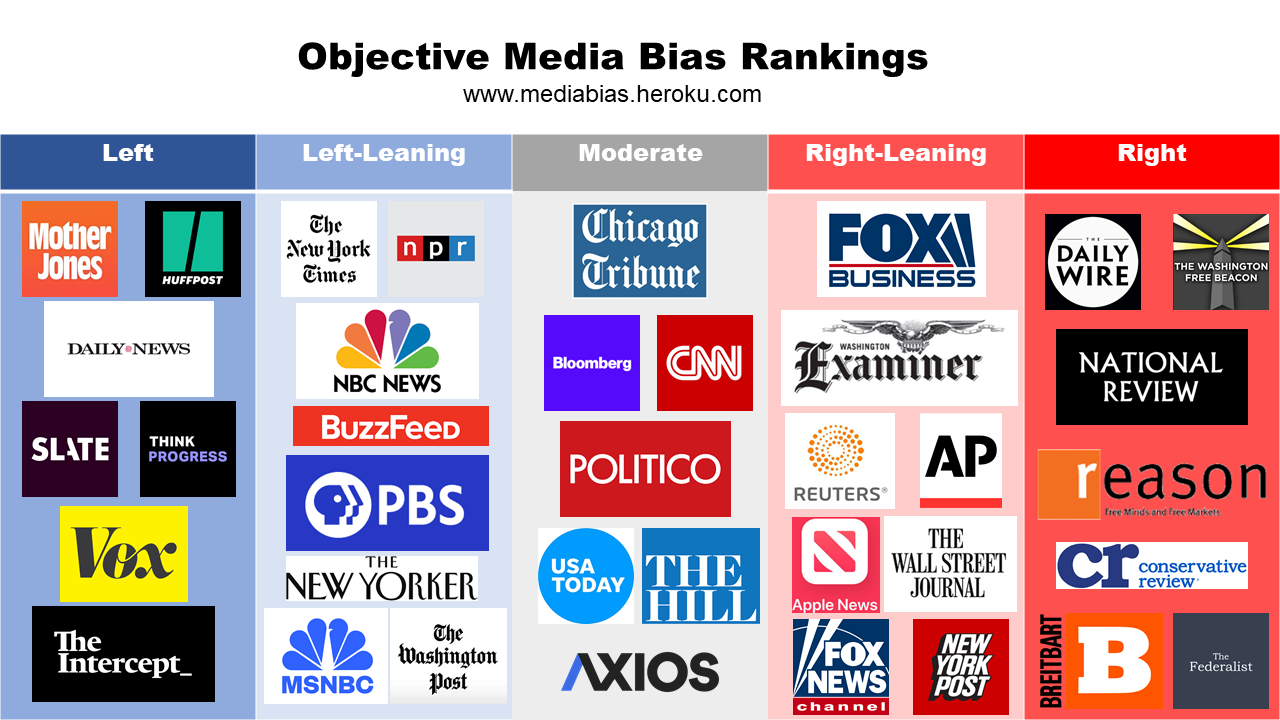 Objective Media Bias Rankings
www.mediabias.heroku.com
Left
Left-Leaning
Moderate
Right-Leaning
Right
Mother
Jones
HUFFPOST
DAILY NEWS
SLATE
THINK
PROGRESS
Vox
The
Intercept_
The
New York
Times
npr
NBC NEWS
BuzzFeed
PBS
THE
NEW YORKER
MSNBC
The
Washington
Post
Chicago
Tribune
Bloomberg
CNN
POLITICO
USA
TODAY
THE
HILL
AXIOS
FOX
BUSINESS
WASHINGTON
Examiner
REUTERS®
AP
Apple News
THE
WALL STREET
JOURNAL
FOX
NEWS
channel
NEW
YORK
POST
THE
DAILY
WIRE
THE WASHINGTON
FREE BEACON
NATIONAL
REVIEW
reason
Free Minds and Free Markets
cr conservative
review
BREITBART
B
The
Federalist